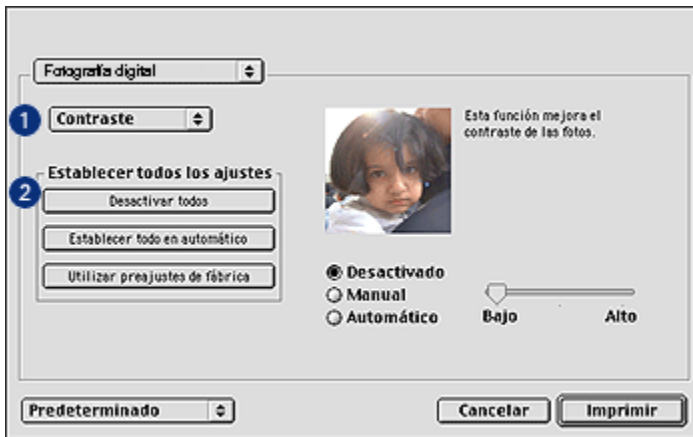 Fotografía digital
1
Contraste
Esta función mejora el
contraste de las fotos.
Establecer todos los ajustes
2
Desactivar todos
Establecer todo en automático
Utilizar preajustes de fábrica
Desactivado
Manual
Automático
Bajo
Alto
Predeterminado
Cancelar
Imprimir